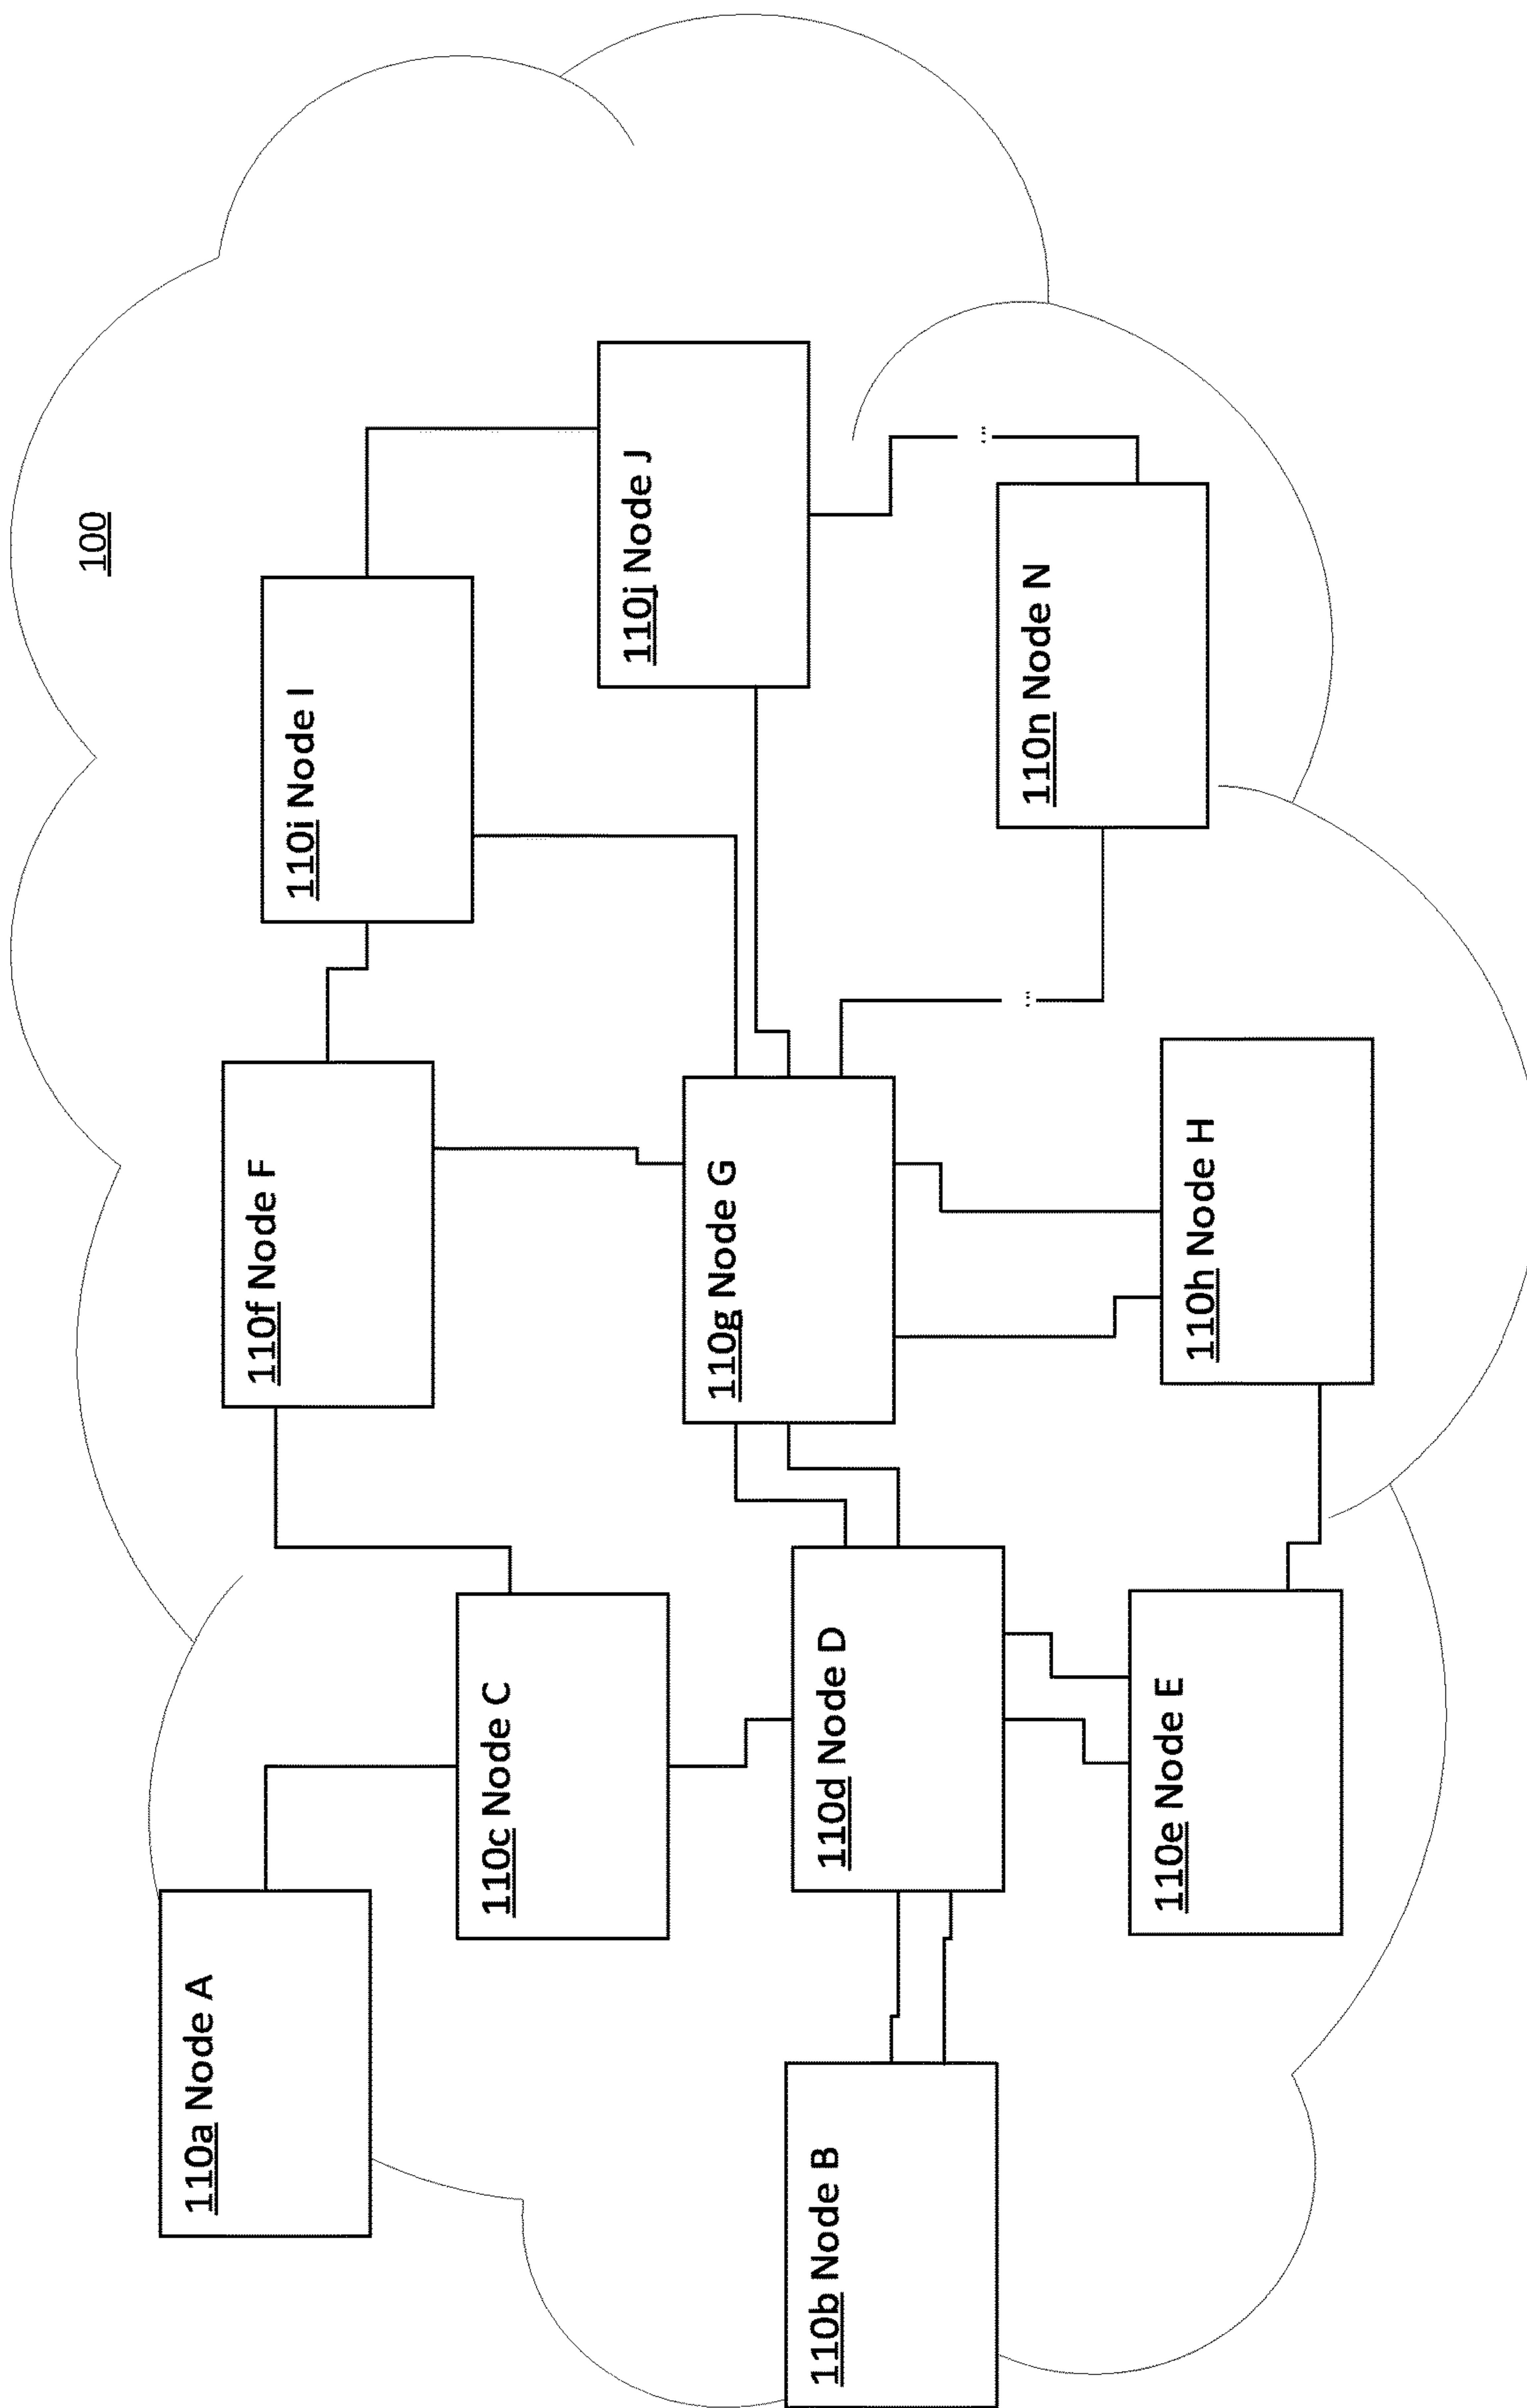 100
110a Node A
110b Node B
110c Node C
110d Node D
110e Node E
110f Node F
110g Node G
110h Node H
110i Node I
110j Node J
110n Node N
...
...